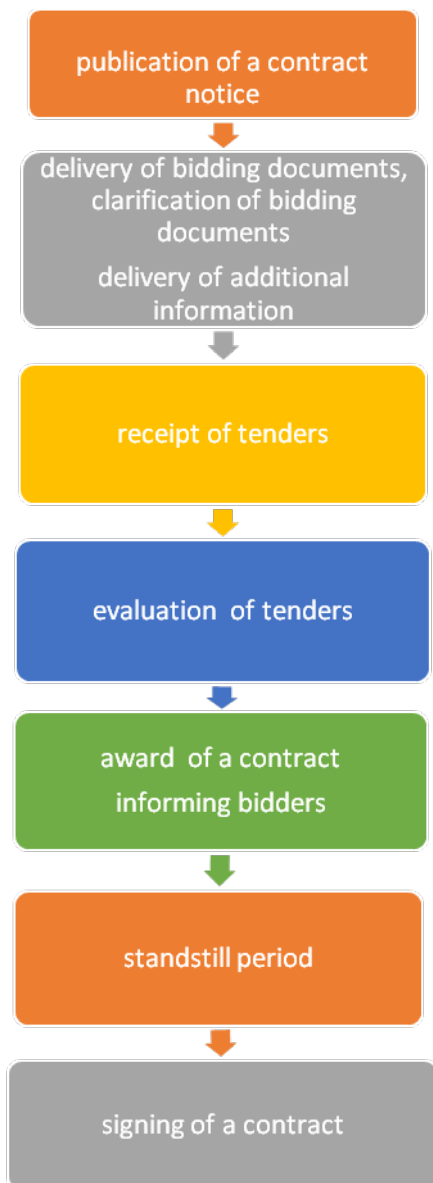 publication of a contract
notice
delivery of bidding documents,
clarification of bidding
documents
delivery of additional
information
receipt of tenders
evaluation of tenders
award of a contract
informing bidders
standstill period
signing of a contract